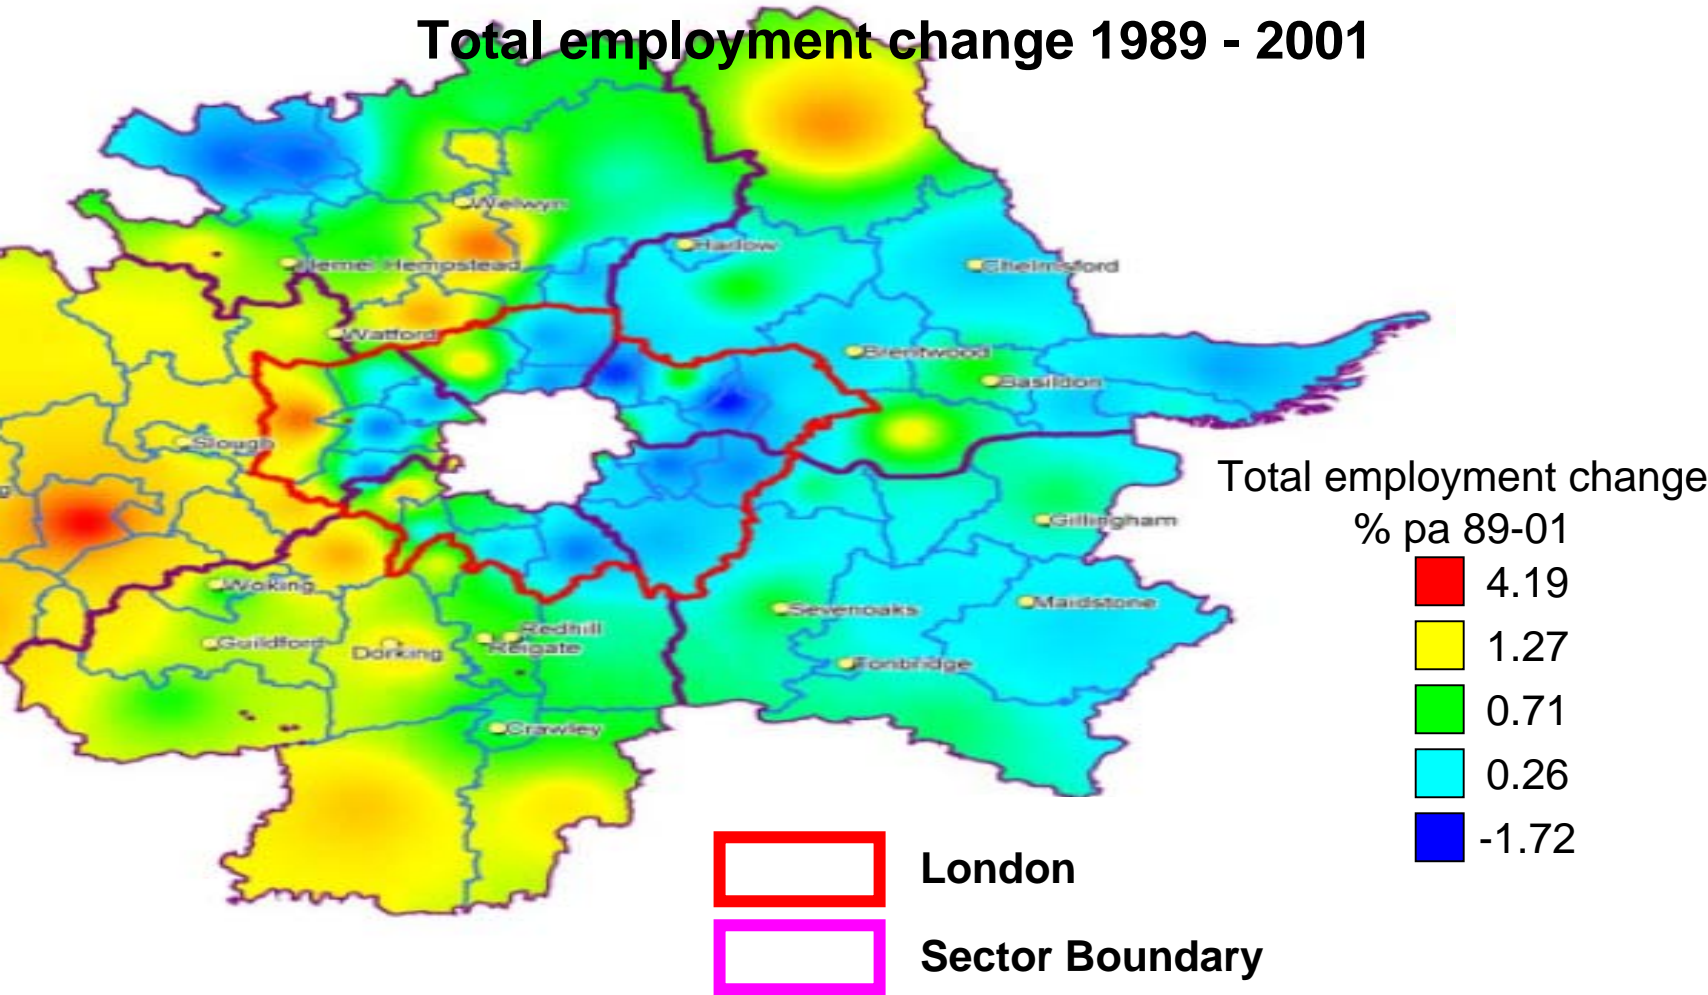 Total employment change 1989 - 2001
Welwyn
Harlow
Hemel Hempstead
Chelmsford
Watford
Brentwood
Basildon
Slough
Total employment change
% pa 89-01
Gillingham
4.19
Woking
Sevenoaks
Maidstone
Redhill
Guildford
Reigate
Dorking
1.27
Tonbridge
0.71
Crawley
0.26
-1.72
London
Sector Boundary